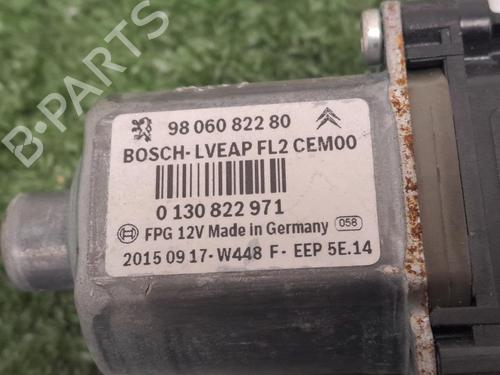 98 060 822 80
BOSCH-LVEAP FL2 CEM00
0 130 822 971
FPG 12V Made in Germany 058
2015 09 17-W448 F-EEP 5E.14
B-PARTS